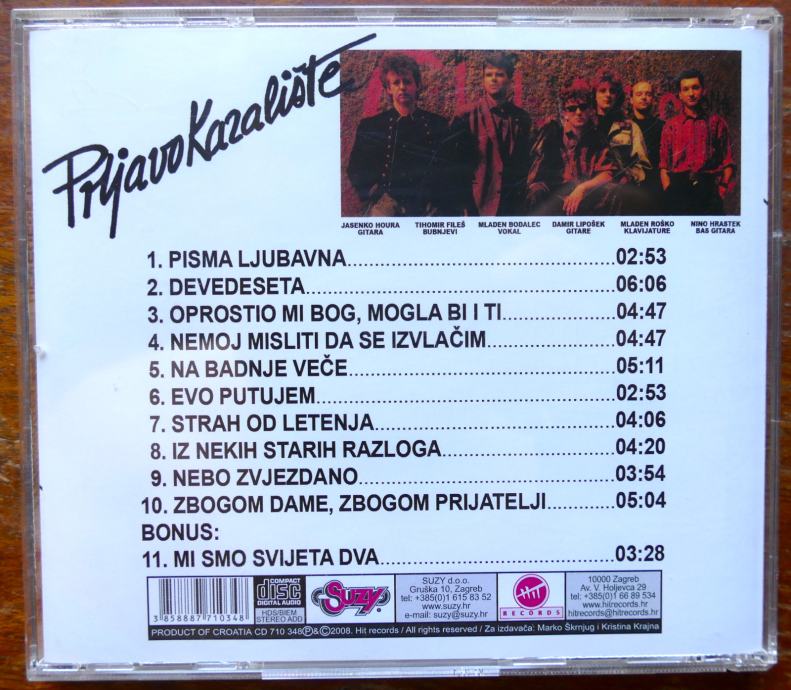 Prljavo Kazalište
JASENKO HOURA
GITARA
TIHOMIR FILEŠ
BUBNJEVI
MLADEN BODALEC
VOKAL
DAMIR LIPOŠEK
GITARE
MLADEN ROŠKO
KLAVIJATURE
NINO HRASTEK
BAS GITARA
1. PISMA LJUBAVNA 02:53
2. DEVEDESETA 06:06
3. OPROSTIO MI BOG, MOGLA BI I TI 04:47
4. NEMOJ MISLITI DA SE IZVLAČIM 04:47
5. NA BADNJE VEČE 05:11
6. EVO PUTUJEM 02:53
7. STRAH OD LETENJA 04:06
8. IZ NEKIH STARIH RAZLOGA 04:20
9. NEBO ZVJEZDANO 03:54
10. ZBOGOM DAME, ZBOGOM PRIJATELJI 05:04
BONUS:
11. MI SMO SVIJETA DVA 03:28
3 858887 710348
COMPACT
disc
DIGITAL AUDIO
HDS/BIEM
STEREO ADD
Suzy
SUZY d.o.o.
Gruška 10, Zagreb
tel: +385(0)1 615 83 52
www.suzy.hr
e-mail: suzy@suzy.hr
RECORDS
10000 Zagreb
Av. V. Holjevca 29
tel: +385(0)1 66 89 534
www.hitrecords.hr
hitrecords@hitrecords.hr
PRODUCT OF CROATIA CD 710 348 Ⓟ&©2008. Hit records / All rights reserved / Za izdavača: Marko Škrnjug i Kristina Krajna